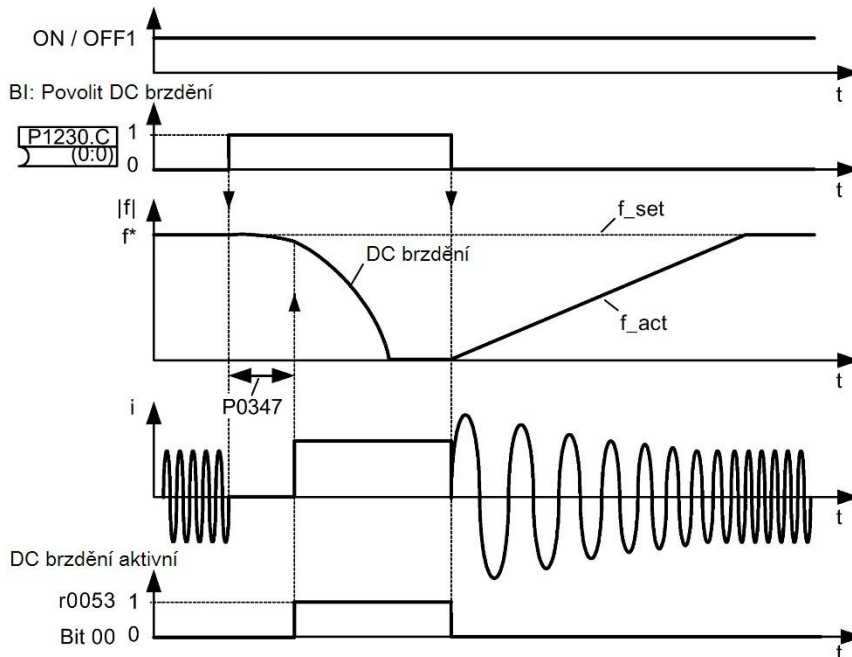 ON / OFF1
t
BI: Povolit DC brzdění
P1230.C
(0:0)
1
0
t
|f|
f*
f_set
DC brzdění
f_act
t
P0347
i
t
DC brzdění aktivní
r0053 1
Bit 00 0
t